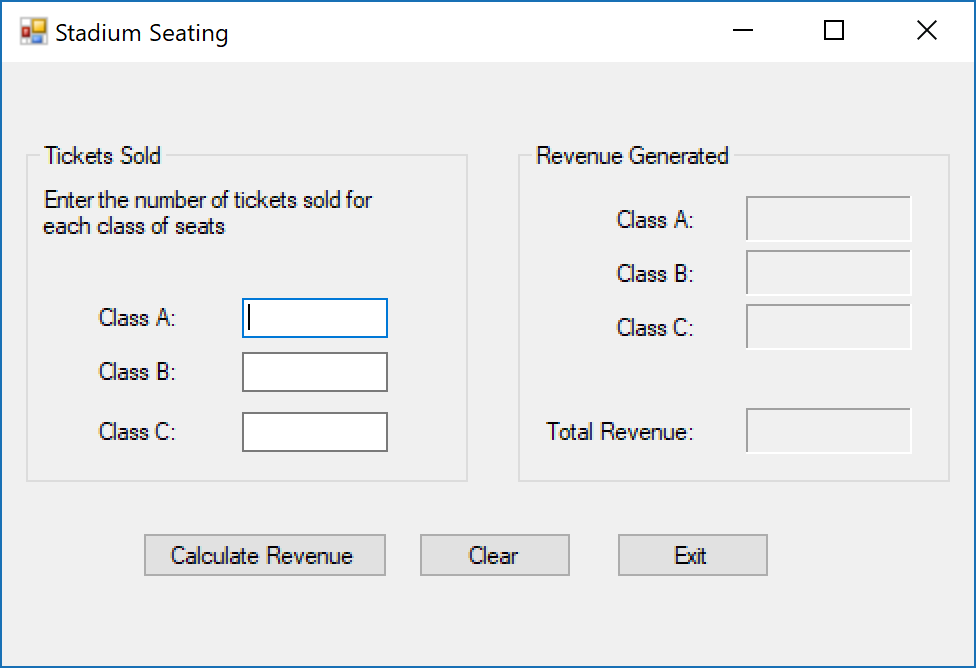 Stadium Seating
Tickets Sold
Enter the number of tickets sold for
each class of seats
Class A:
Class B:
Class C:
Revenue Generated
Class A:
Class B:
Class C:
Total Revenue:
Calculate Revenue
Clear
Exit